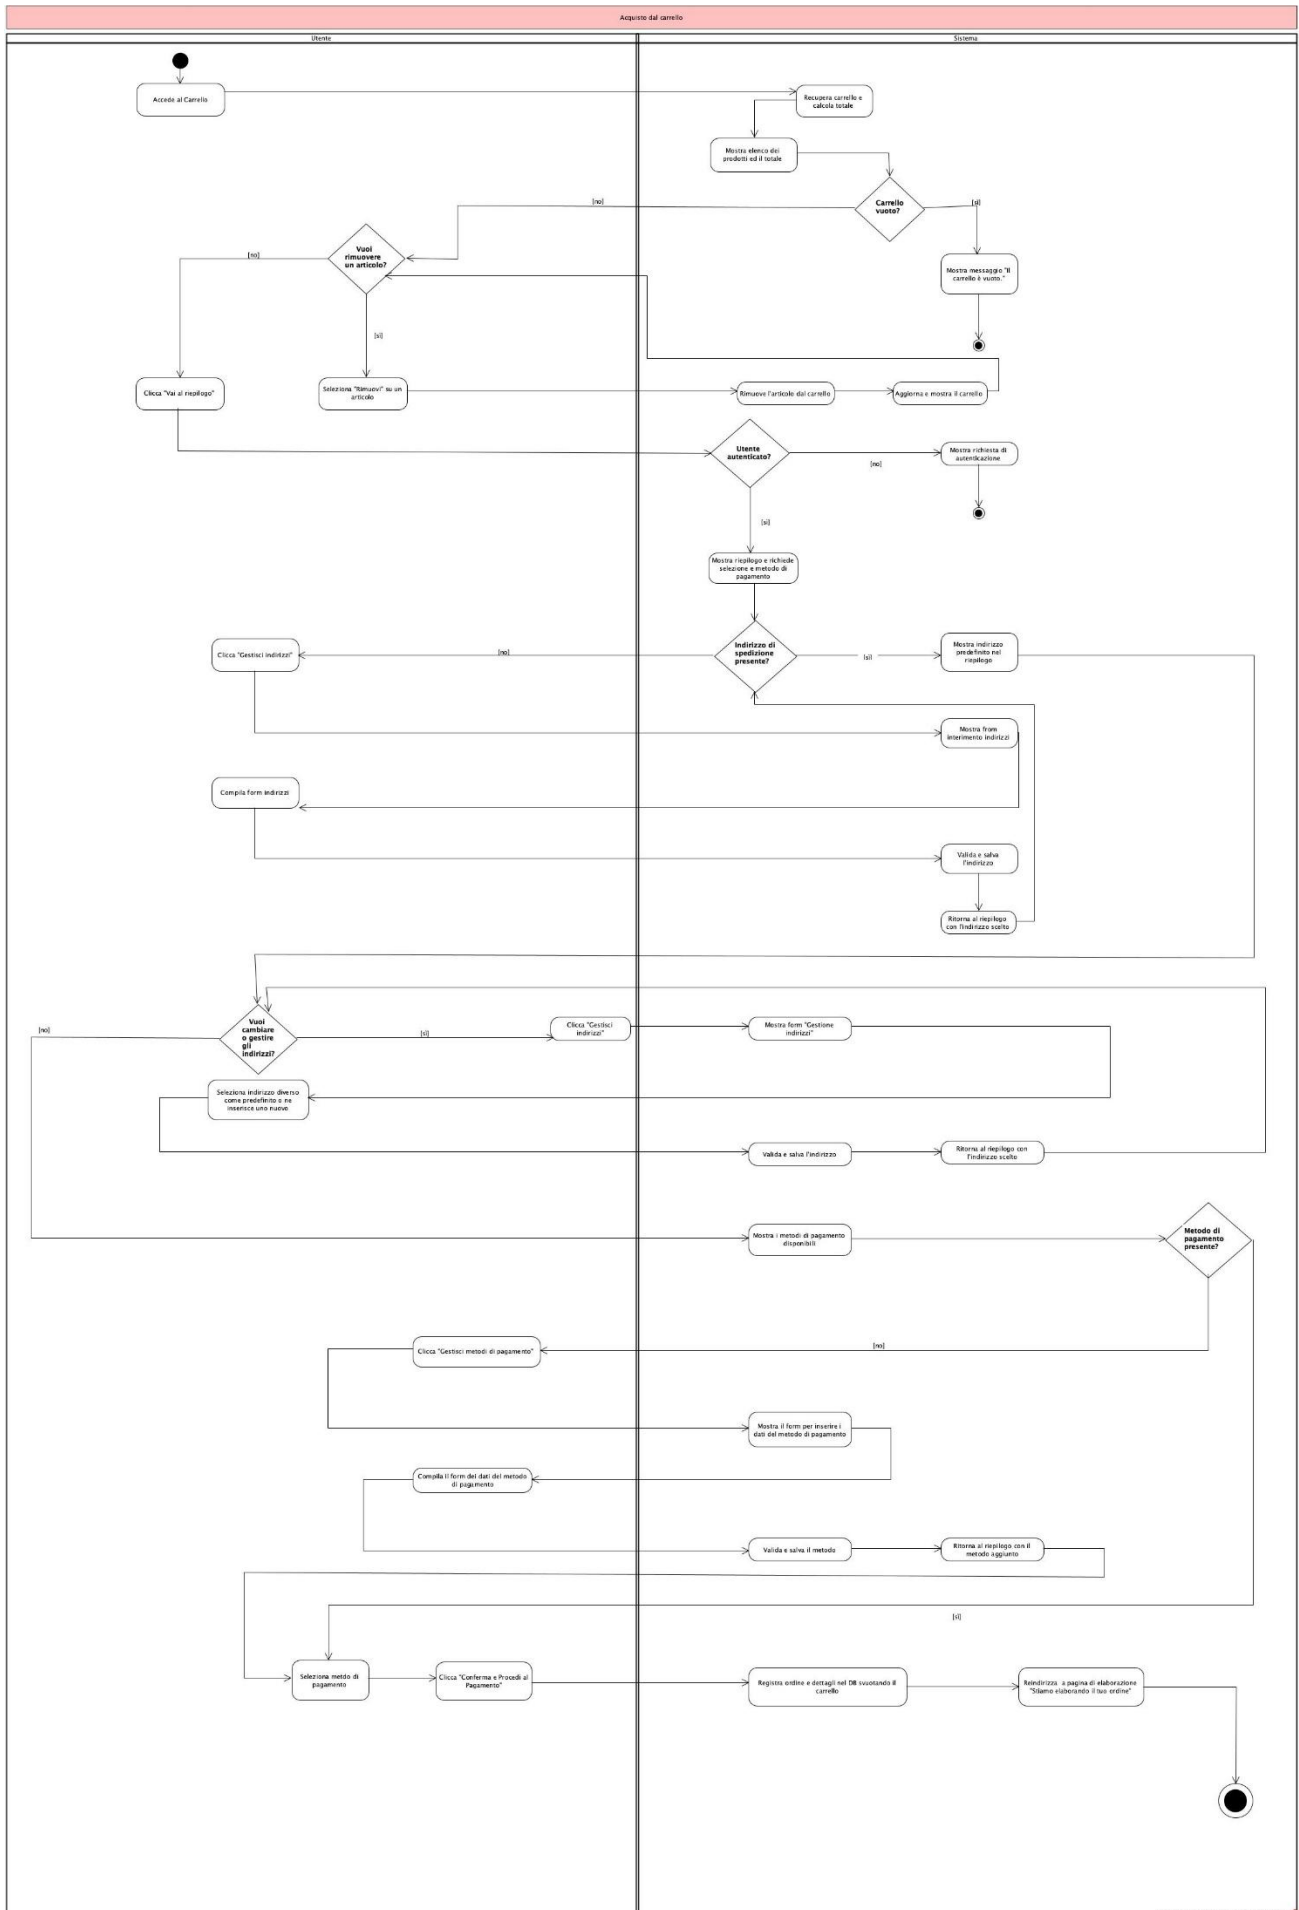 Acquisto dal carrello
Utente
Sistema
Accede al Carrello
Recupera carrello e
calcola totale
Mostra elenco dei
prodotti ed il totale
Carrello
vuoto?
[no]
[sì]
Vuoi
rimuovere
un articolo?
[no]
[sì]
Mostra messaggio "Il
carrello è vuoto."
Clicca "Vai al riepilogo"
Seleziona "Rimuovi" su un
articolo
Rimuove l'articolo dal carrello
Aggiorna e mostra il carrello
Utente
autenticato?
[no]
[sì]
Mostra richiesta di
autenticazione
Mostra riepilogo e richiede
selezione e metodo di
pagamento
Clicca "Gestisci indirizzi"
[no]
Indirizzo di
spedizione
presente?
[sì]
Mostra indirizzo
predefinito nel
riepilogo
Mostra from
interimento indirizzi
Compila form indirizzi
Valida e salva
l'indirizzo
Ritorna al riepilogo
con l'indirizzo scelto
[no]
Vuoi
cambiare
o gestire
gli
indirizzi?
[sì]
Clicca "Gestisci
indirizzi"
Mostra form "Gestione
indirizzi"
Seleziona indirizzo diverso
come predefinito o ne
inserisce uno nuovo
Valida e salva l'indirizzo
Ritorna al riepilogo con
l'indirizzo scelto
Mostra i metodi di pagamento
disponibili
Metodo di
pagamento
presente?
[no]
Clicca "Gestisci metodi di pagamento"
Mostra il form per inserire i
dati del metodo di pagamento
Compila il form dei dati del metodo
di pagamento
Valida e salva il metodo
Ritorna al riepilogo con il
metodo aggiunto
[sì]
Seleziona metdo di
pagamento
Clicca "Conferma e Procedi al
Pagamento"
Registra ordine e dettagli nel DB svuotando il
carrello
Reindirizza a pagina di elaborazione
"Stiamo elaborando il tuo ordine"